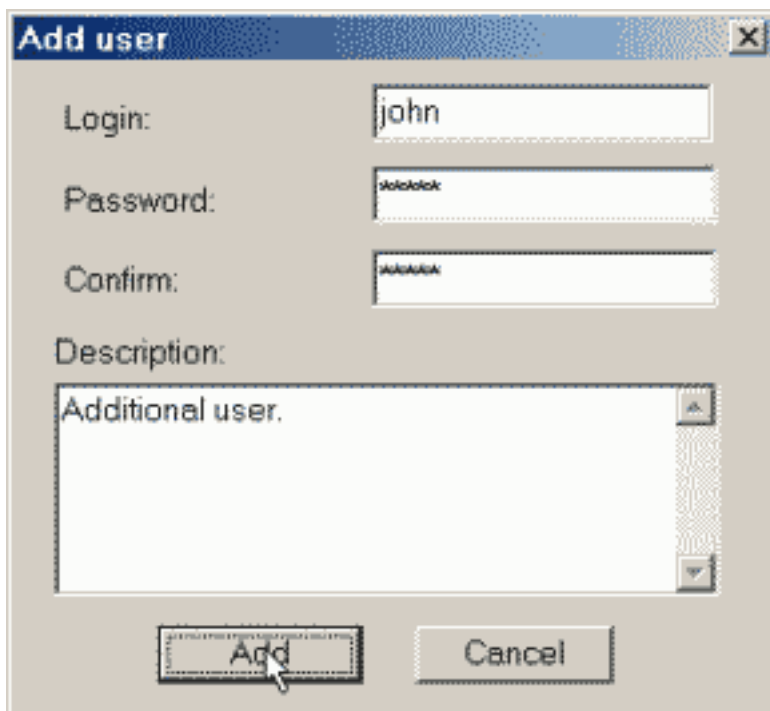 Add user
Login: john
Password: *****
Confirm: *****
Description:
Additional user.
Add Cancel